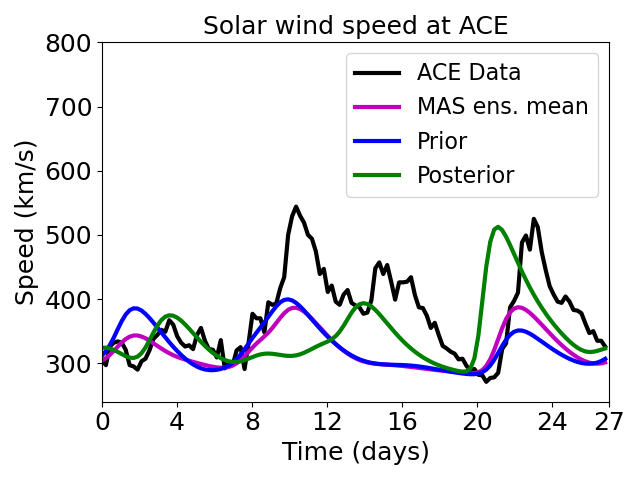 Solar wind speed at ACE
800
700
600
500
400
300
Speed (km/s)
ACE Data
MAS ens. mean
Prior
Posterior
0 4 8 12 16 20 24 27
Time (days)